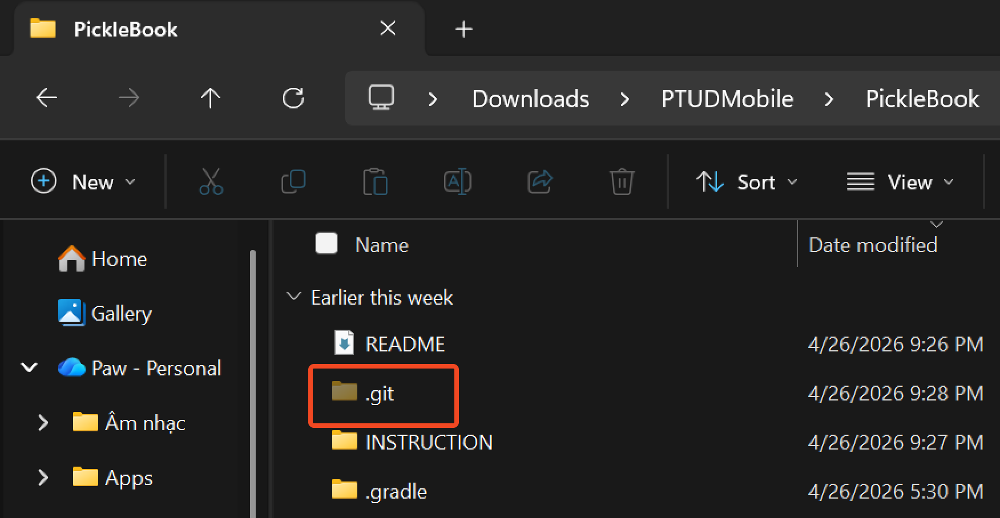 PickleBook
Downloads > PTUDMobile > PickleBook
New
Sort
View
Home
Gallery
Paw - Personal
Âm nhạc
Apps
Name
Date modified
Earlier this week
README 4/26/2026 9:26 PM
.git 4/26/2026 9:28 PM
INSTRUCTION 4/26/2026 9:27 PM
.gradle 4/26/2026 5:30 PM